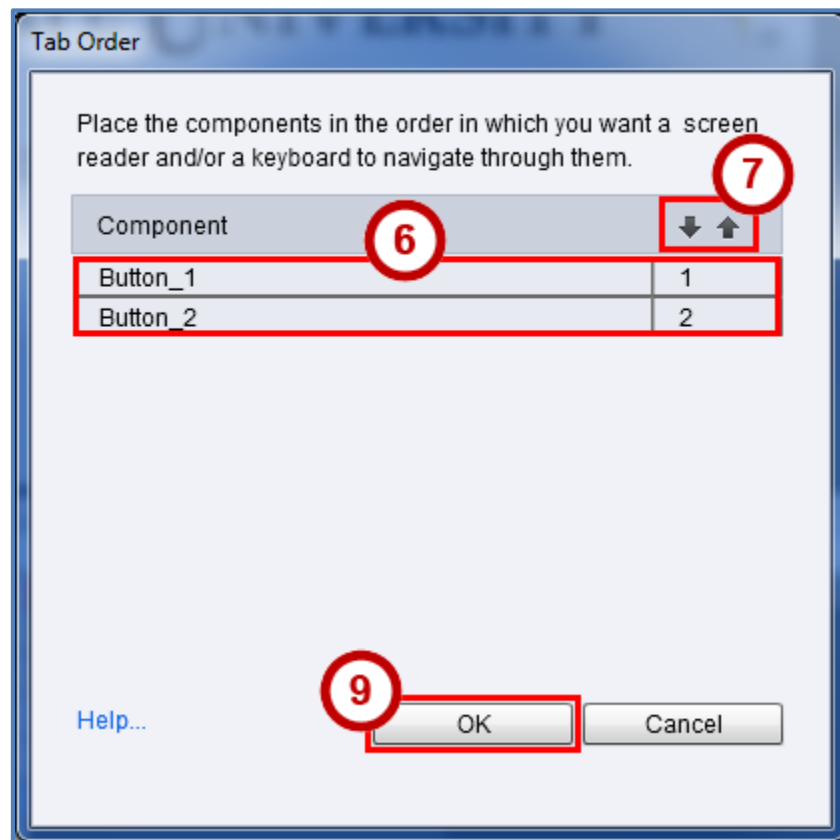 UNIVERSITY
Tab Order
Place the components in the order in which you want a screen
reader and/or a keyboard to navigate through them.
7
Component
6
Button_1 1
Button_2 2
9
Help... OK Cancel